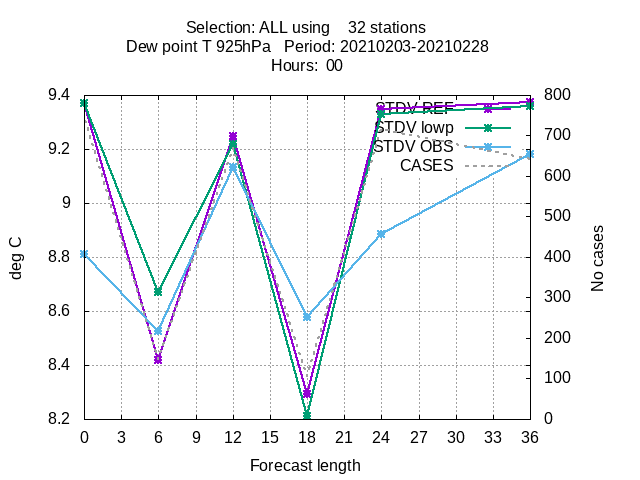 Selection: ALL using 32 stations
Dew point T 925hPa Period: 20210203-20210228
Hours: 00
9.4
9.2
9
8.8
8.6
8.4
8.2
deg C
800
700
600
500
400
300
200
100
0
No cases
STDV REF
STDV lowp
STDV OBS
CASES
0 3 6 9 12 15 18 21 24 27 30 33 36
Forecast length